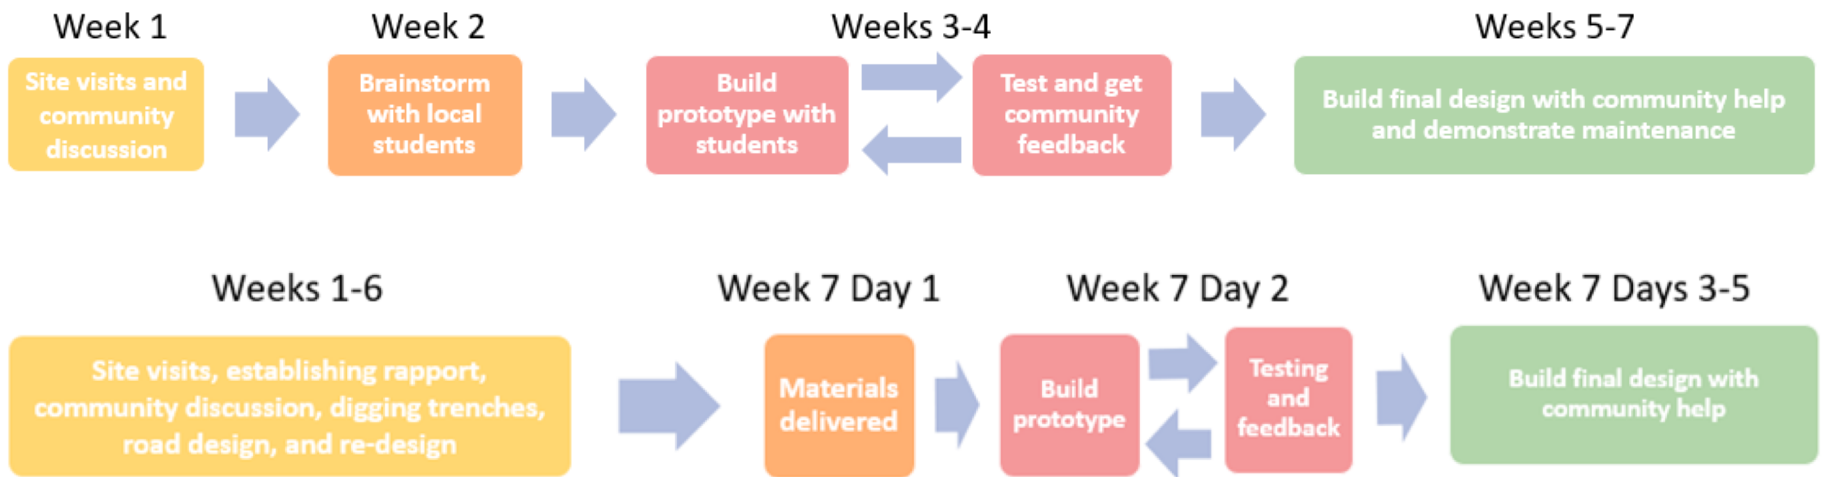 Week 1
Week 2
Weeks 3-4
Weeks 5-7
Site visits and
community
discussion
Brainstorm
with local
students
Build
prototype with
students
Test and get
community
feedback
Build final design with community help
and demonstrate maintenance
Weeks 1-6
Week 7 Day 1
Week 7 Day 2
Week 7 Days 3-5
Site visits, establishing rapport,
community discussion, digging trenches,
road design, and re-design
Materials
delivered
Build
prototype
Testing
and
feedback
Build final design with
community help